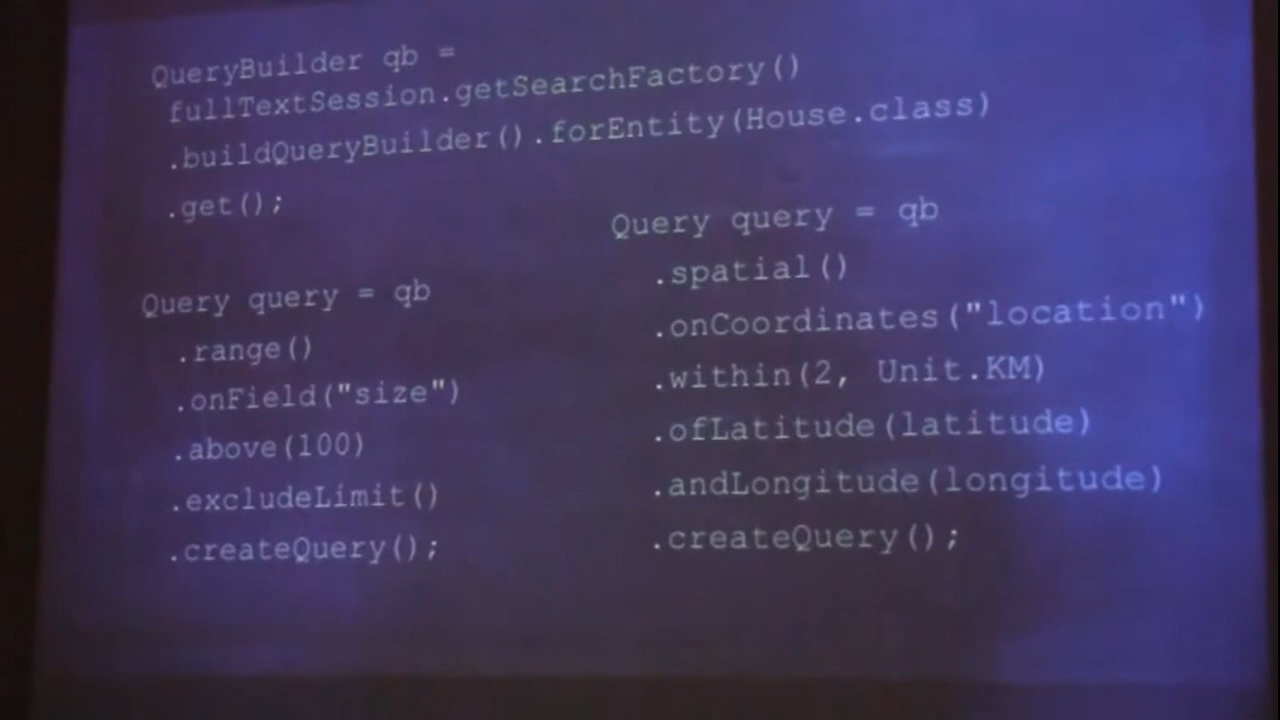 QueryBuilder qb =
fullTextSession.getSearchFactory()
.buildQueryBuilder().forEntity(House.class)
.get();
Query query = qb
.range()
.onField("size")
.above(100)
.excludeLimit()
.createQuery();
Query query = qb
.spatial()
.onCoordinates("location")
.within(2, Unit.KM)
.ofLatitude(latitude)
.andLongitude(longitude)
.createQuery();